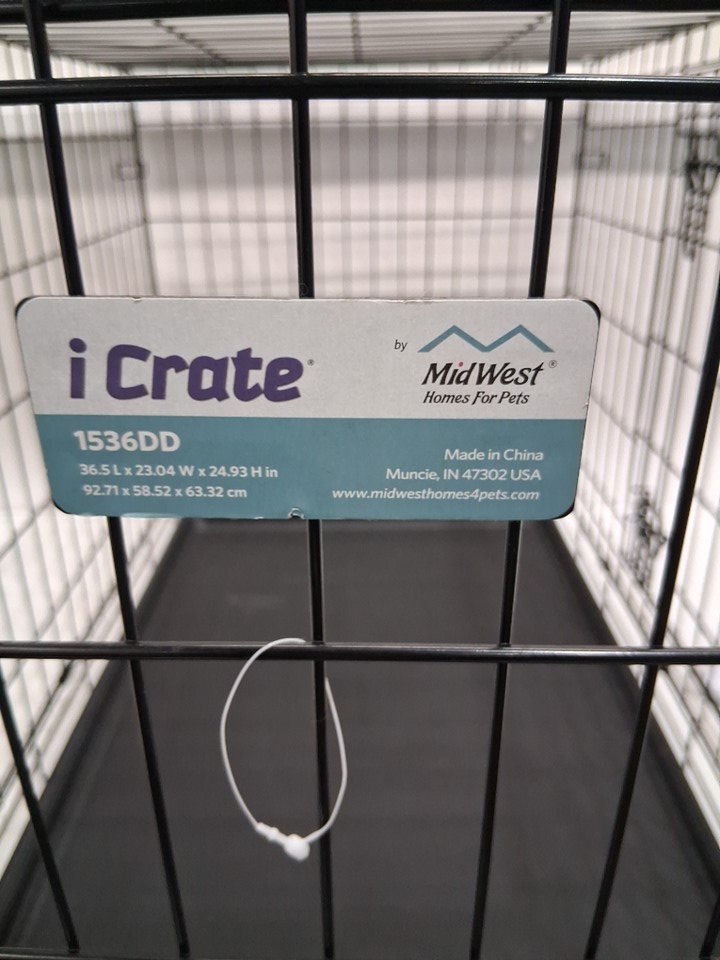 i Crate®
by
MidWest®
Homes For Pets
1536DD
36.5 L x 23.04 W x 24.93 H in
92.71 x 58.52 x 63.32 cm
Made in China
Muncie, IN 47302 USA
www.midwesthomes4pets.com